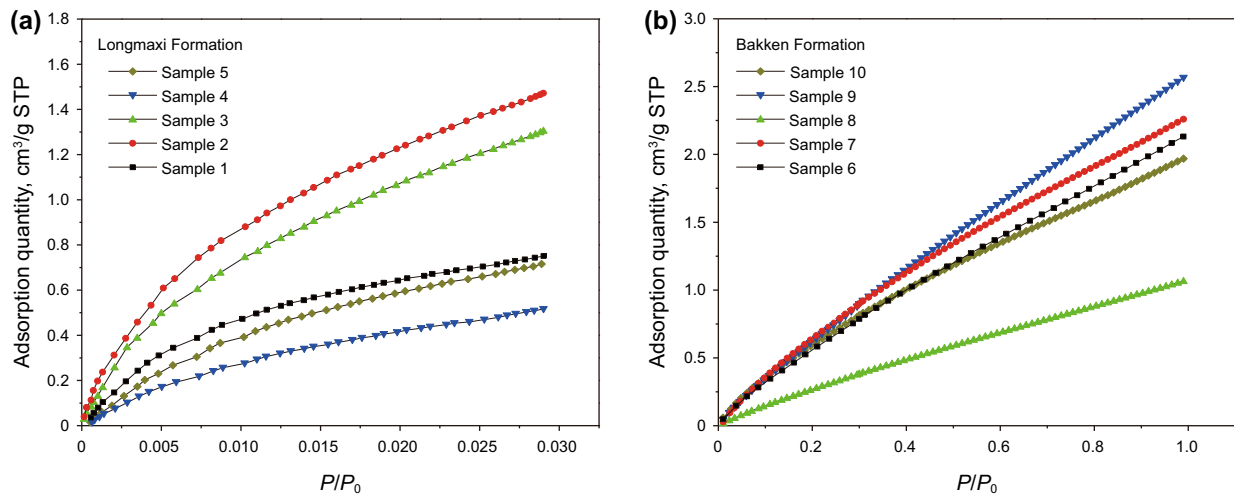 (a)
Longmaxi Formation
Sample 5
Sample 4
Sample 3
Sample 2
Sample 1
Adsorption quantity, cm³/g STP
1.8
1.6
1.4
1.2
1.0
0.8
0.6
0.4
0.2
0
0
0.005
0.010
0.015
0.020
0.025
0.030
P/P₀
(b)
Bakken Formation
Sample 10
Sample 9
Sample 8
Sample 7
Sample 6
Adsorption quantity, cm³/g STP
3.0
2.5
2.0
1.5
1.0
0.5
0
0
0.2
0.4
0.6
0.8
1.0
P/P₀